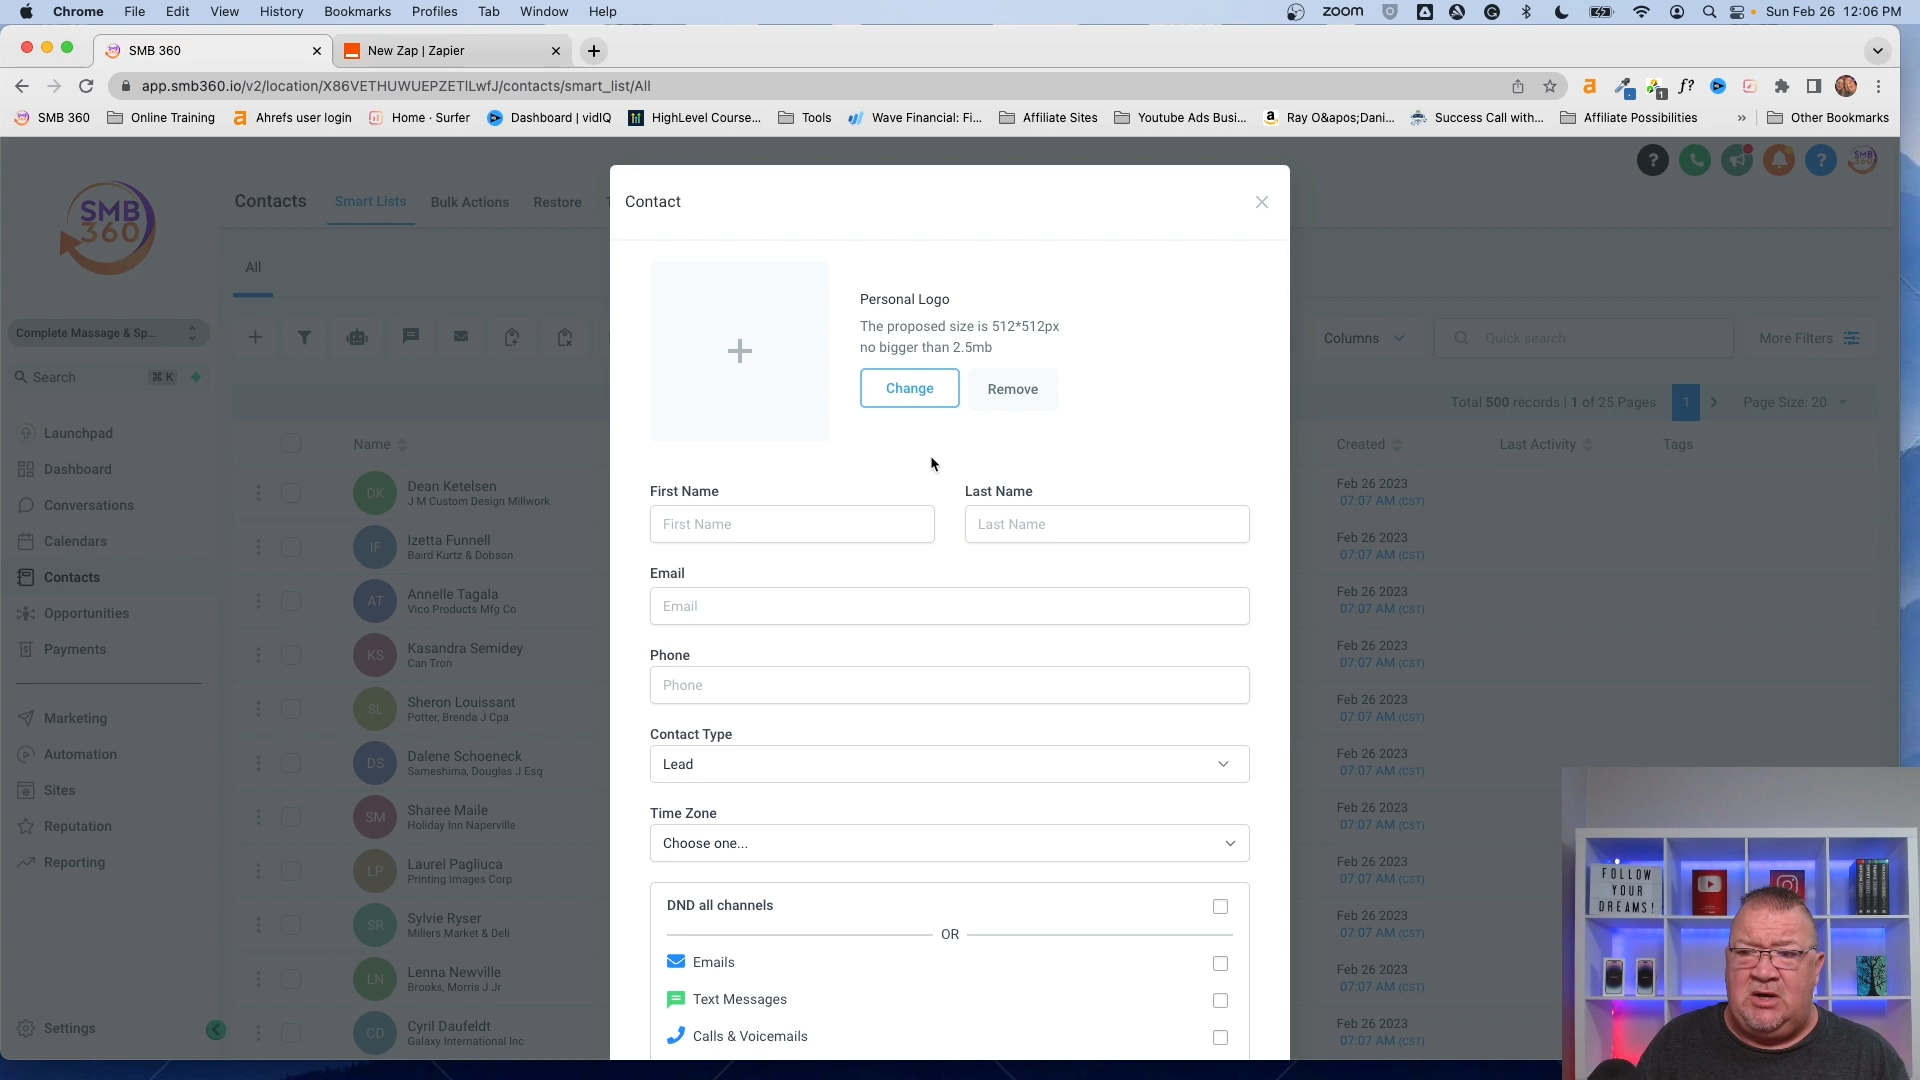 Chrome File Edit View History Bookmarks Profiles Tab Window Help zoom Sun Feb 26 12:06 PM
SMB 360 New Zap | Zapier
app.smb360.io/v2/location/X86VETHUWUEPZETlLwfJ/contacts/smart_list/All
SMB 360 Online Training Ahrefs user login Home · Surfer Dashboard | vidIQ HighLevel Course... Tools Wave Financial: Fi... Affiliate Sites Youtube Ads Busi... Ray O&apos;Dani... Success Call with... Affiliate Possibilities » Other Bookmarks
SMB
360
Complete Massage & Sp...
Search ⌘ K
Launchpad
Dashboard
Conversations
Calendars
Contacts
Opportunities
Payments
Marketing
Automation
Sites
Reputation
Reporting
Settings
Contacts Smart Lists Bulk Actions Restore
All
Columns Quick search More Filters
Total 500 records | 1 of 25 Pages 1 Page Size: 20
Name Created Last Activity Tags
DK Dean Ketelsen
J M Custom Design Millwork
Feb 26 2023
07:07 AM (CST)
IF Izetta Funnell
Baird Kurtz & Dobson
Feb 26 2023
07:07 AM (CST)
AT Annelle Tagala
Vico Products Mfg Co
Feb 26 2023
07:07 AM (CST)
KS Kasandra Semidey
Can Tron
Feb 26 2023
07:07 AM (CST)
SL Sheron Louissant
Potter, Brenda J Cpa
Feb 26 2023
07:07 AM (CST)
DS Dalene Schoeneck
Sameshima, Douglas J Esq
Feb 26 2023
07:07 AM (CST)
SM Sharee Maile
Holiday Inn Naperville
Feb 26 2023
07:07 AM (CST)
LP Laurel Pagliuca
Printing Images Corp
Feb 26 2023
07:07 AM (CST)
SR Sylvie Ryser
Millers Market & Deli
Feb 26 2023
07:07 AM (CST)
LN Lenna Newville
Brooks, Morris J Jr
Feb 26 2023
07:07 AM (CST)
CD Cyril Daufeldt
Galaxy International Inc
Feb 26 2023
07:07 AM (CST)
Contact
Personal Logo
The proposed size is 512*512px
no bigger than 2.5mb
Change Remove
First Name Last Name
First Name Last Name
Email
Email
Phone
Phone
Contact Type
Lead
Time Zone
Choose one...
DND all channels
OR
Emails
Text Messages
Calls & Voicemails
FOLLOW
YOUR
DREAMS!